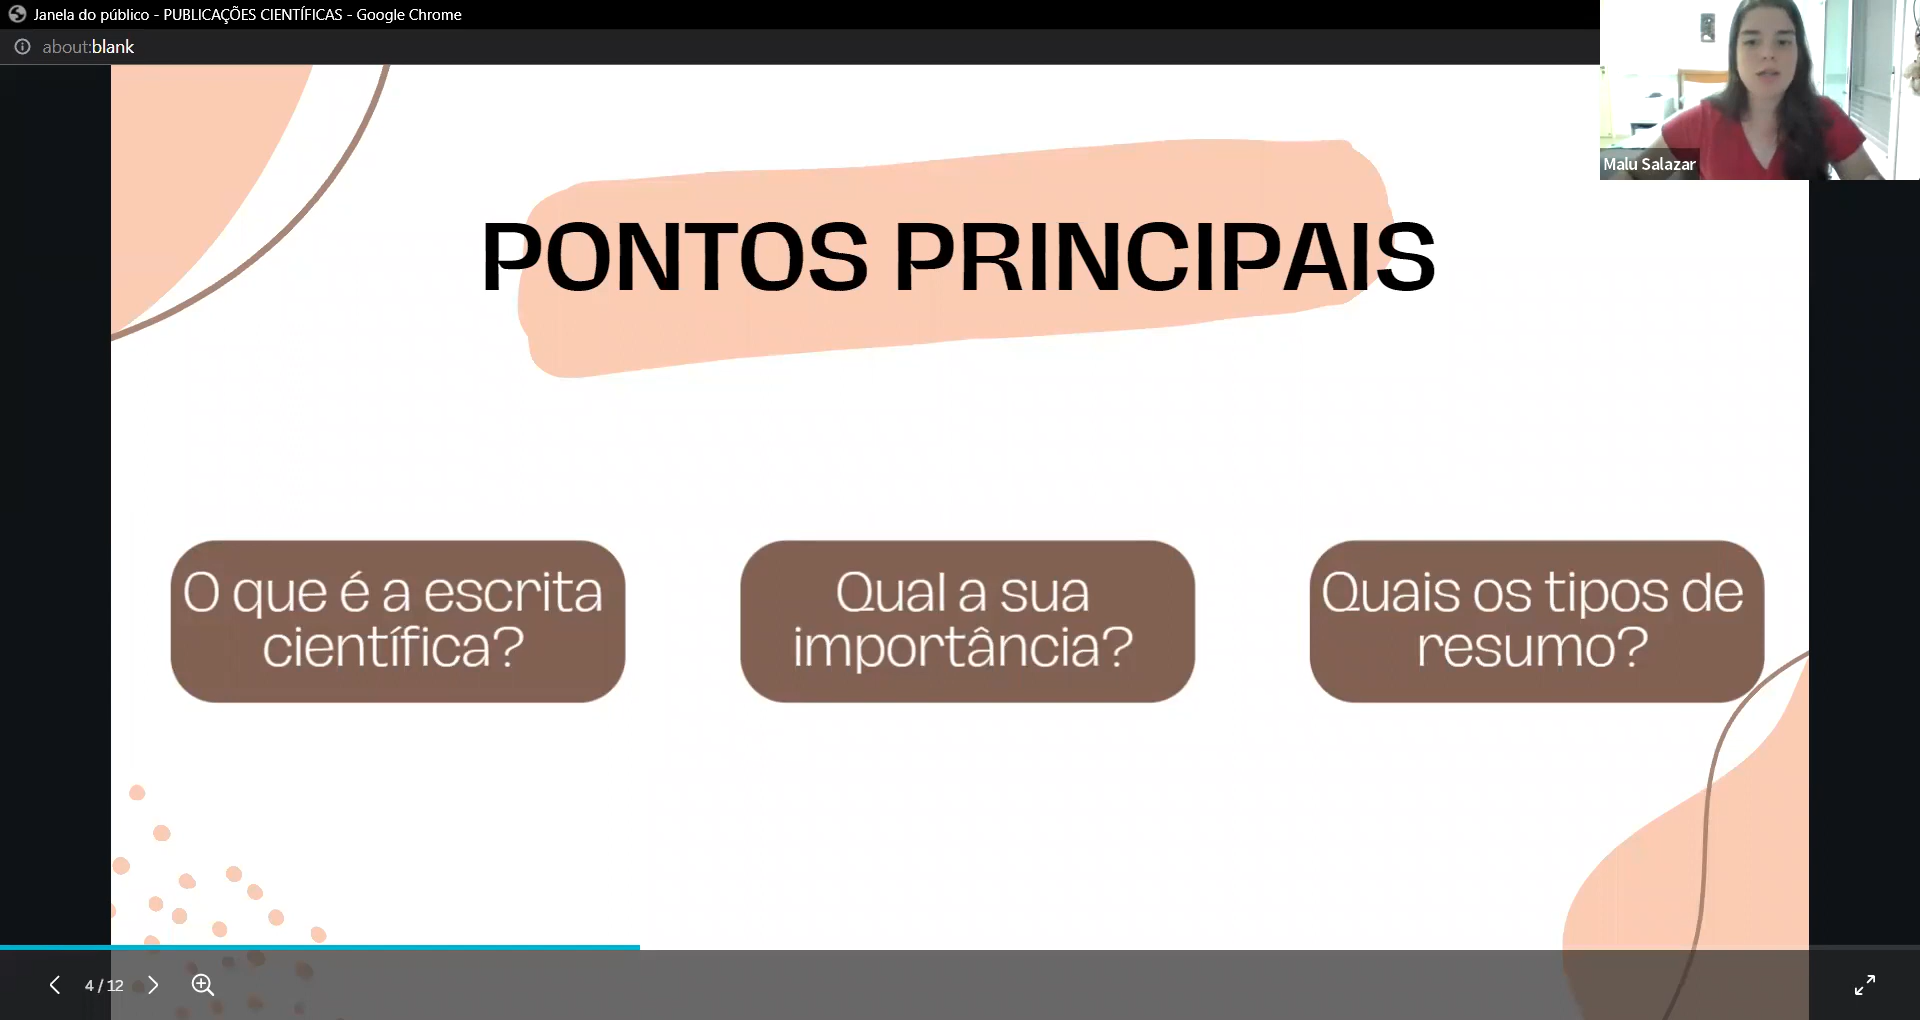 Janela do público - PUBLICAÇÕES CIENTÍFICAS - Google Chrome
about:blank
Malu Salazar
PONTOS PRINCIPAIS
O que é a escrita
científica?
Qual a sua
importância?
Quais os tipos de
resumo?
4 / 12